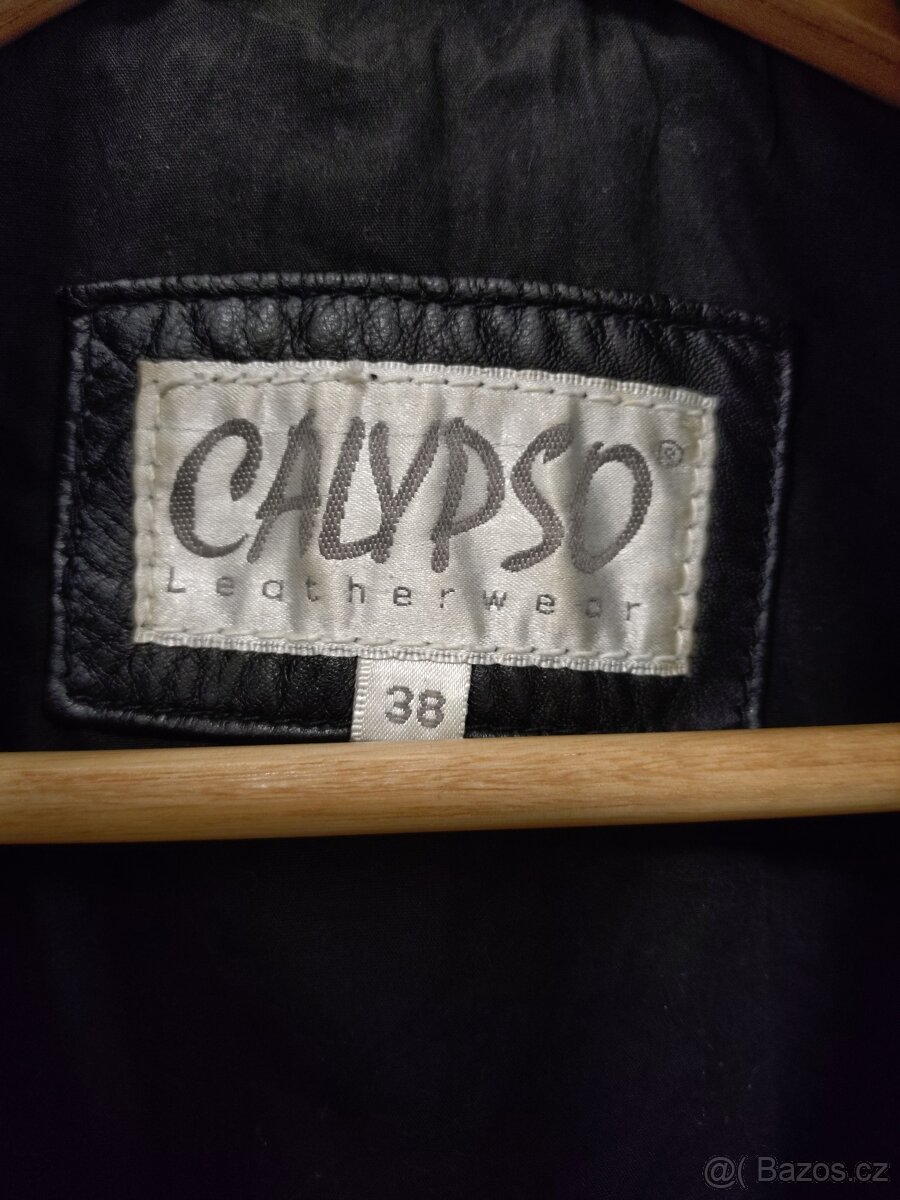 CALYPSO®
Leatherwear
38
@( Bazos.cz